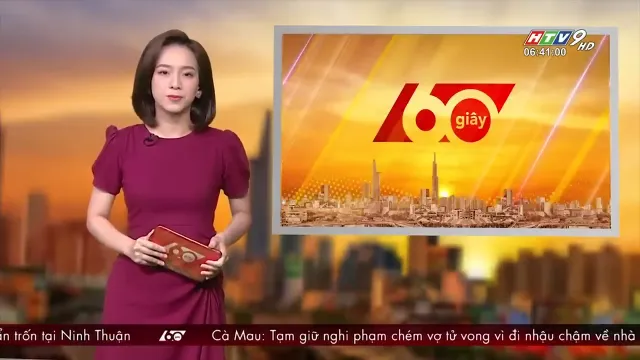 HTV9 HD
06:41:00
60 giây
ẩn trốn tại Ninh Thuận 60 Cà Mau: Tạm giữ nghi phạm chém vợ tử vong vì đi nhậu chậm về nhà